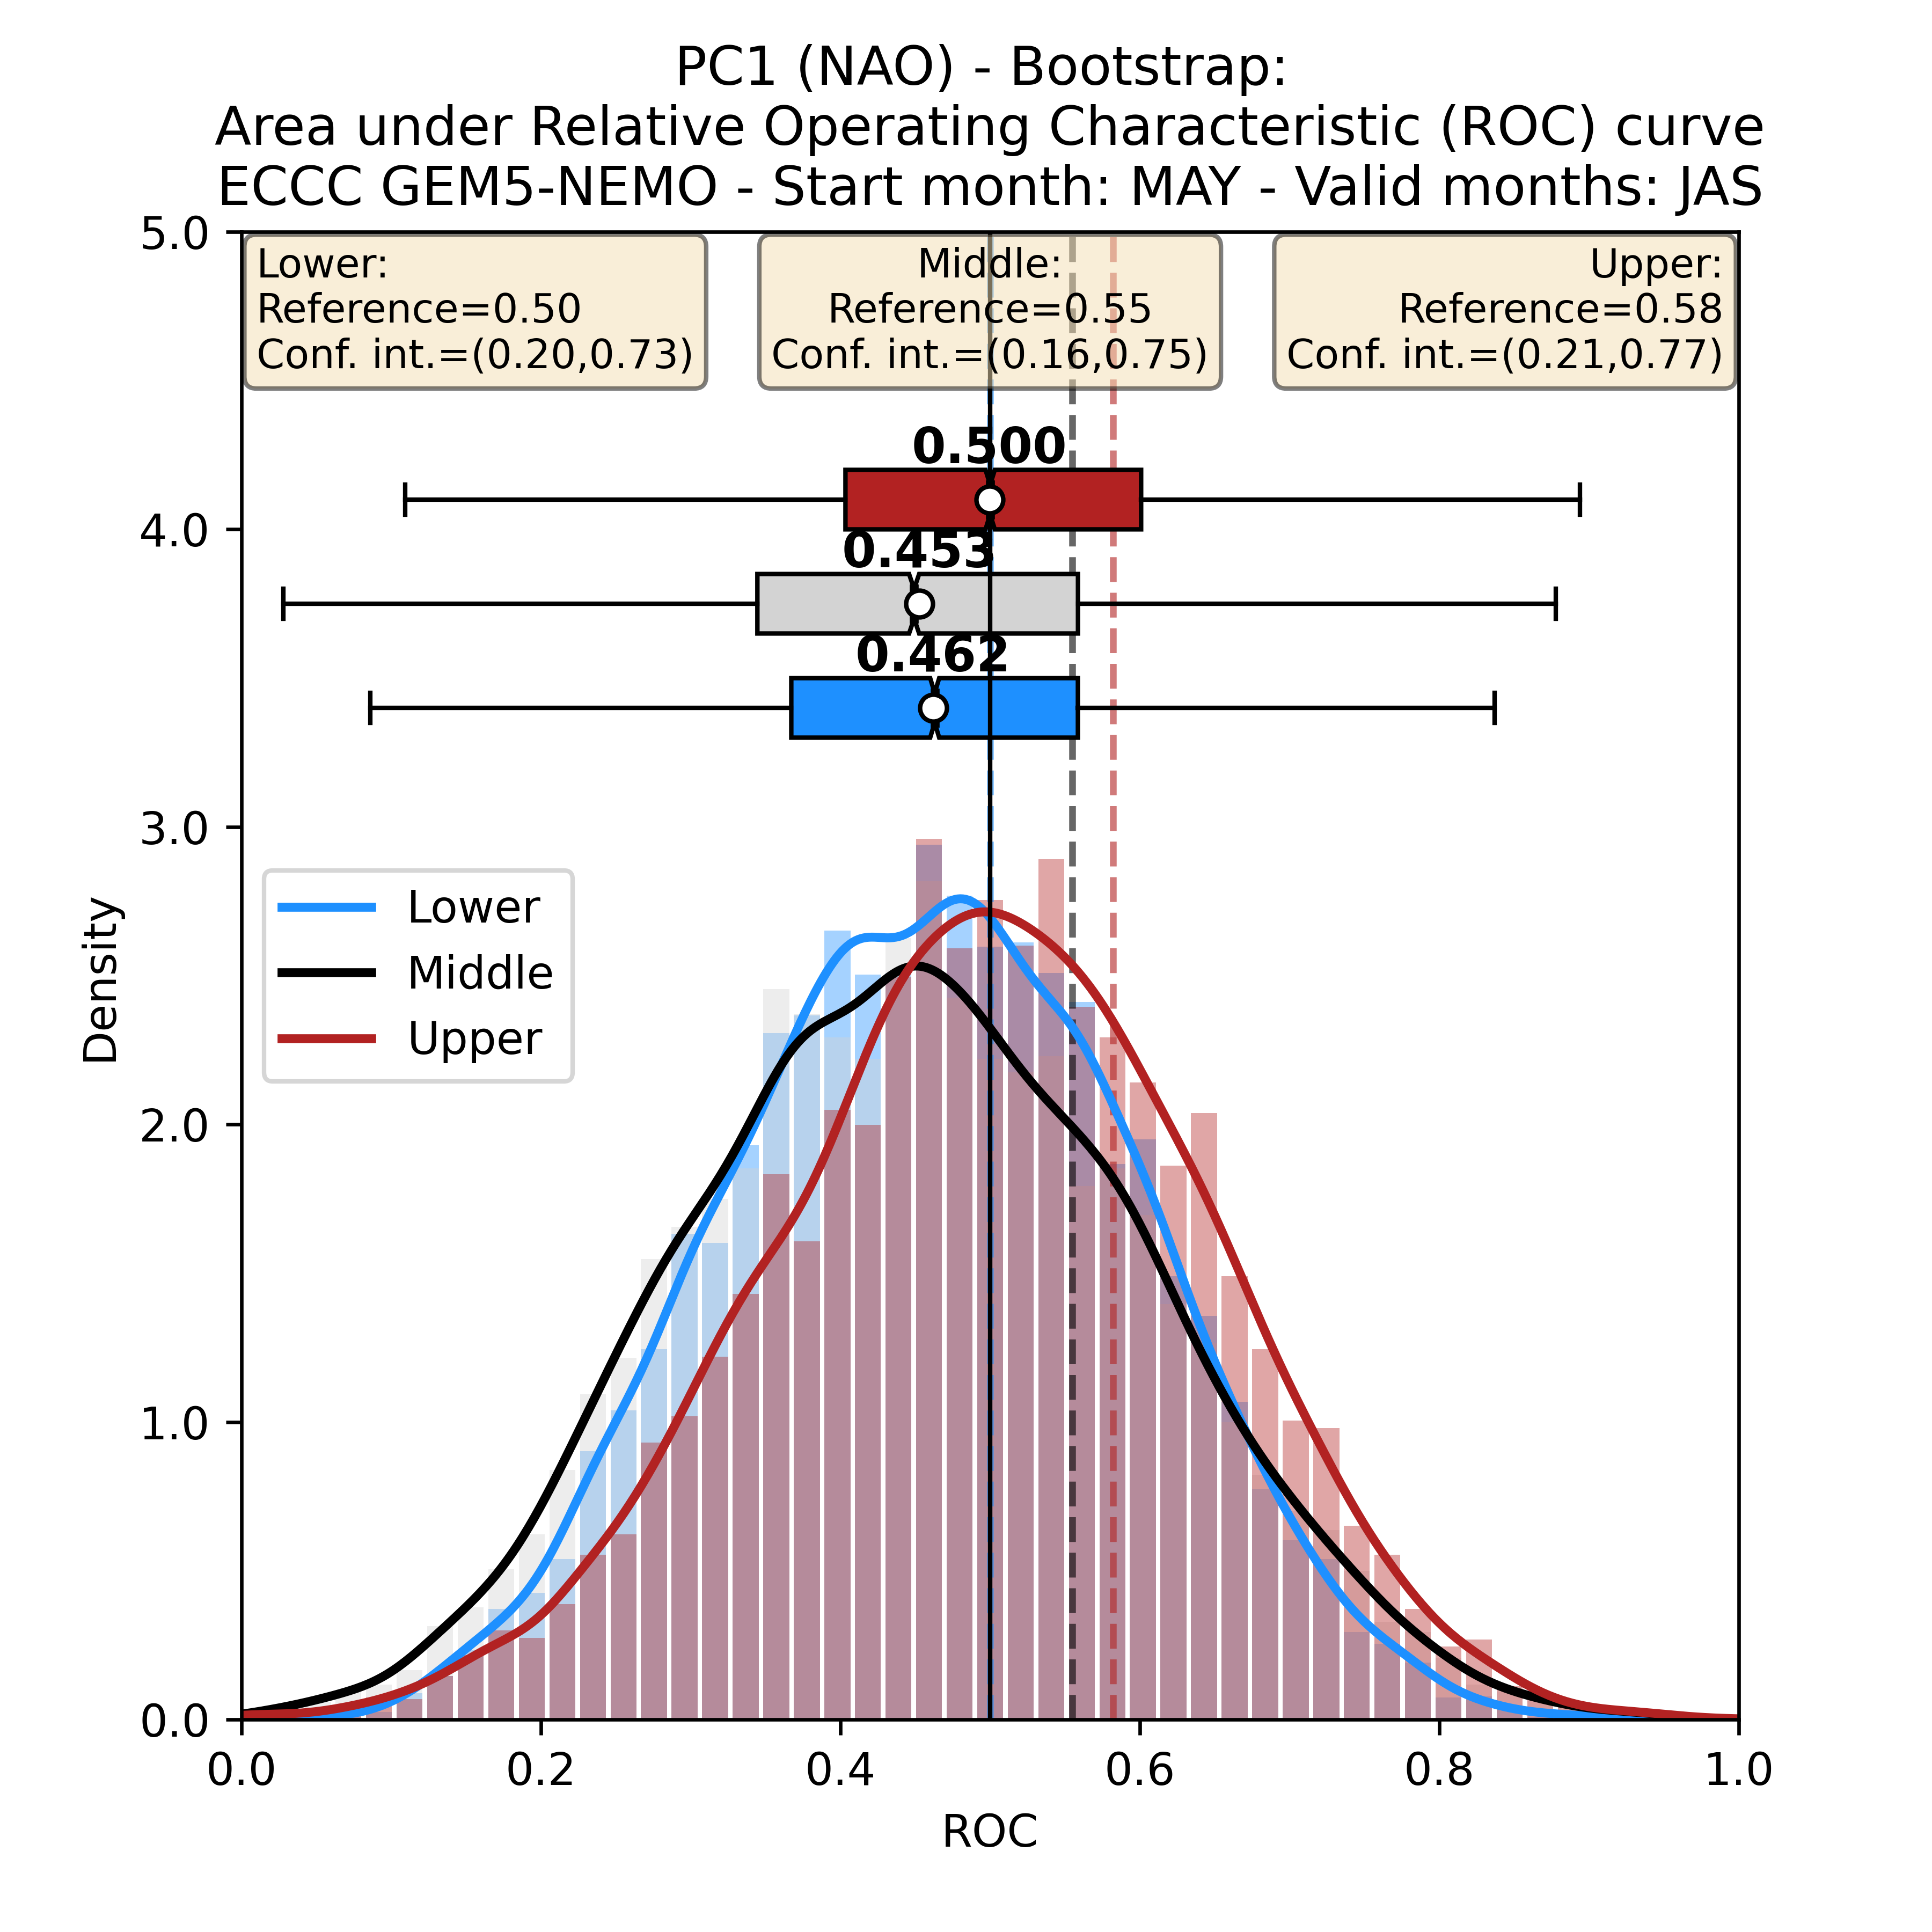 PC1 (NAO) - Bootstrap:
Area under Relative Operating Characteristic (ROC) curve
ECCC GEM5-NEMO - Start month: MAY - Valid months: JAS
Lower:
Reference=0.50
Conf. int.=(0.20,0.73)
Middle:
Reference=0.55
Conf. int.=(0.16,0.75)
Upper:
Reference=0.58
Conf. int.=(0.21,0.77)
0.500
0.453
0.462
Lower
Middle
Upper
5.0
4.0
3.0
2.0
1.0
0.0
Density
0.0 0.2 0.4 0.6 0.8 1.0
ROC